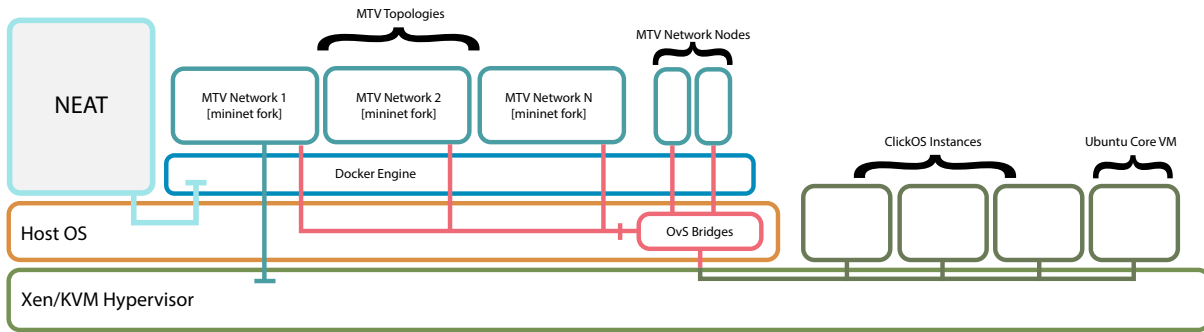 MTV Topologies
MTV Network Nodes
NEAT
MTV Network 1
[mininet fork]
MTV Network 2
[mininet fork]
MTV Network N
[mininet fork]
ClickOS Instances
Ubuntu Core VM
Docker Engine
Host OS
OvS Bridges
Xen/KVM Hypervisor